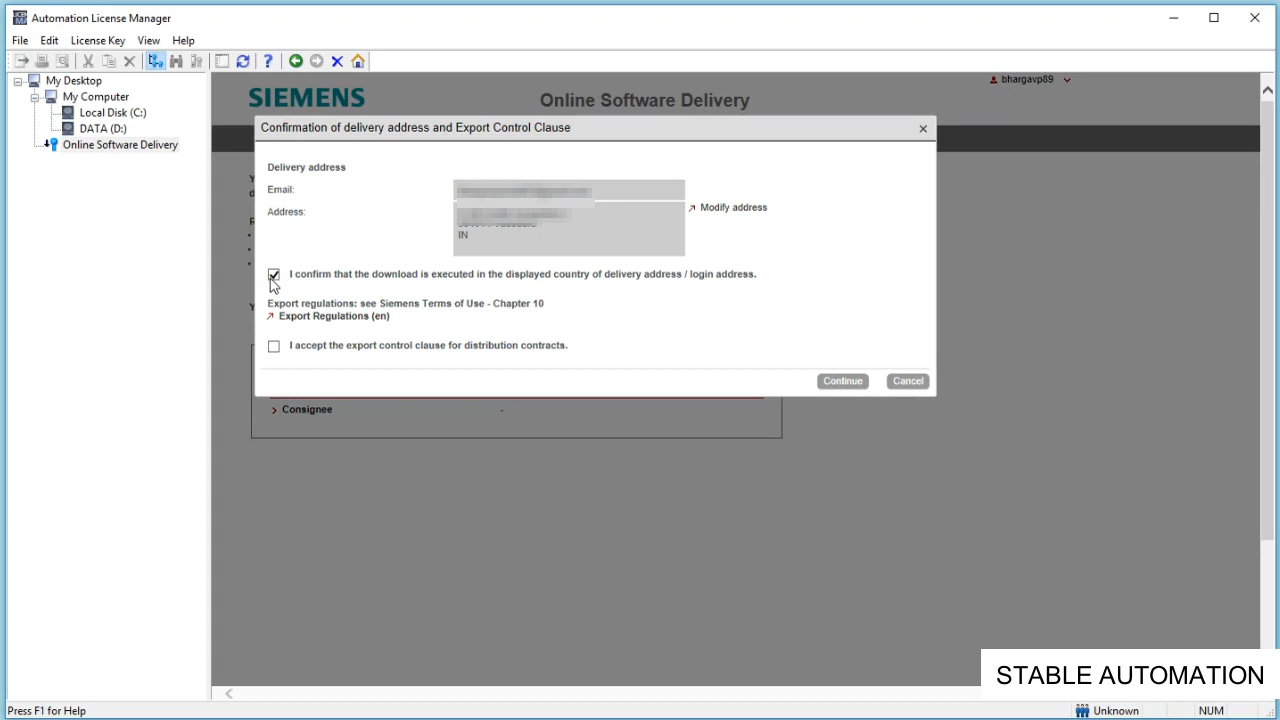 Automation License Manager
File Edit License Key View Help
My Desktop
My Computer
Local Disk (C:)
DATA (D:)
Online Software Delivery
SIEMENS
Online Software Delivery
bhargavp89
Confirmation of delivery address and Export Control Clause
Delivery address
Email:
Address:
IN
Modify address
I confirm that the download is executed in the displayed country of delivery address / login address.
Export regulations: see Siemens Terms of Use - Chapter 10
Export Regulations (en)
I accept the export control clause for distribution contracts.
Continue Cancel
Consignee -
STABLE AUTOMATION
Press F1 for Help
Unknown
NUM